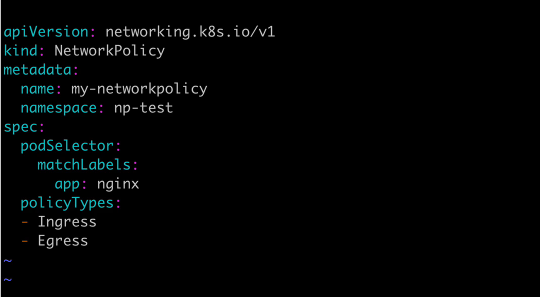 apiVersion: networking.k8s.io/v1
kind: NetworkPolicy
metadata:
  name: my-networkpolicy
  namespace: np-test
spec:
  podSelector:
    matchLabels:
      app: nginx
  policyTypes:
  - Ingress
  - Egress
~
~